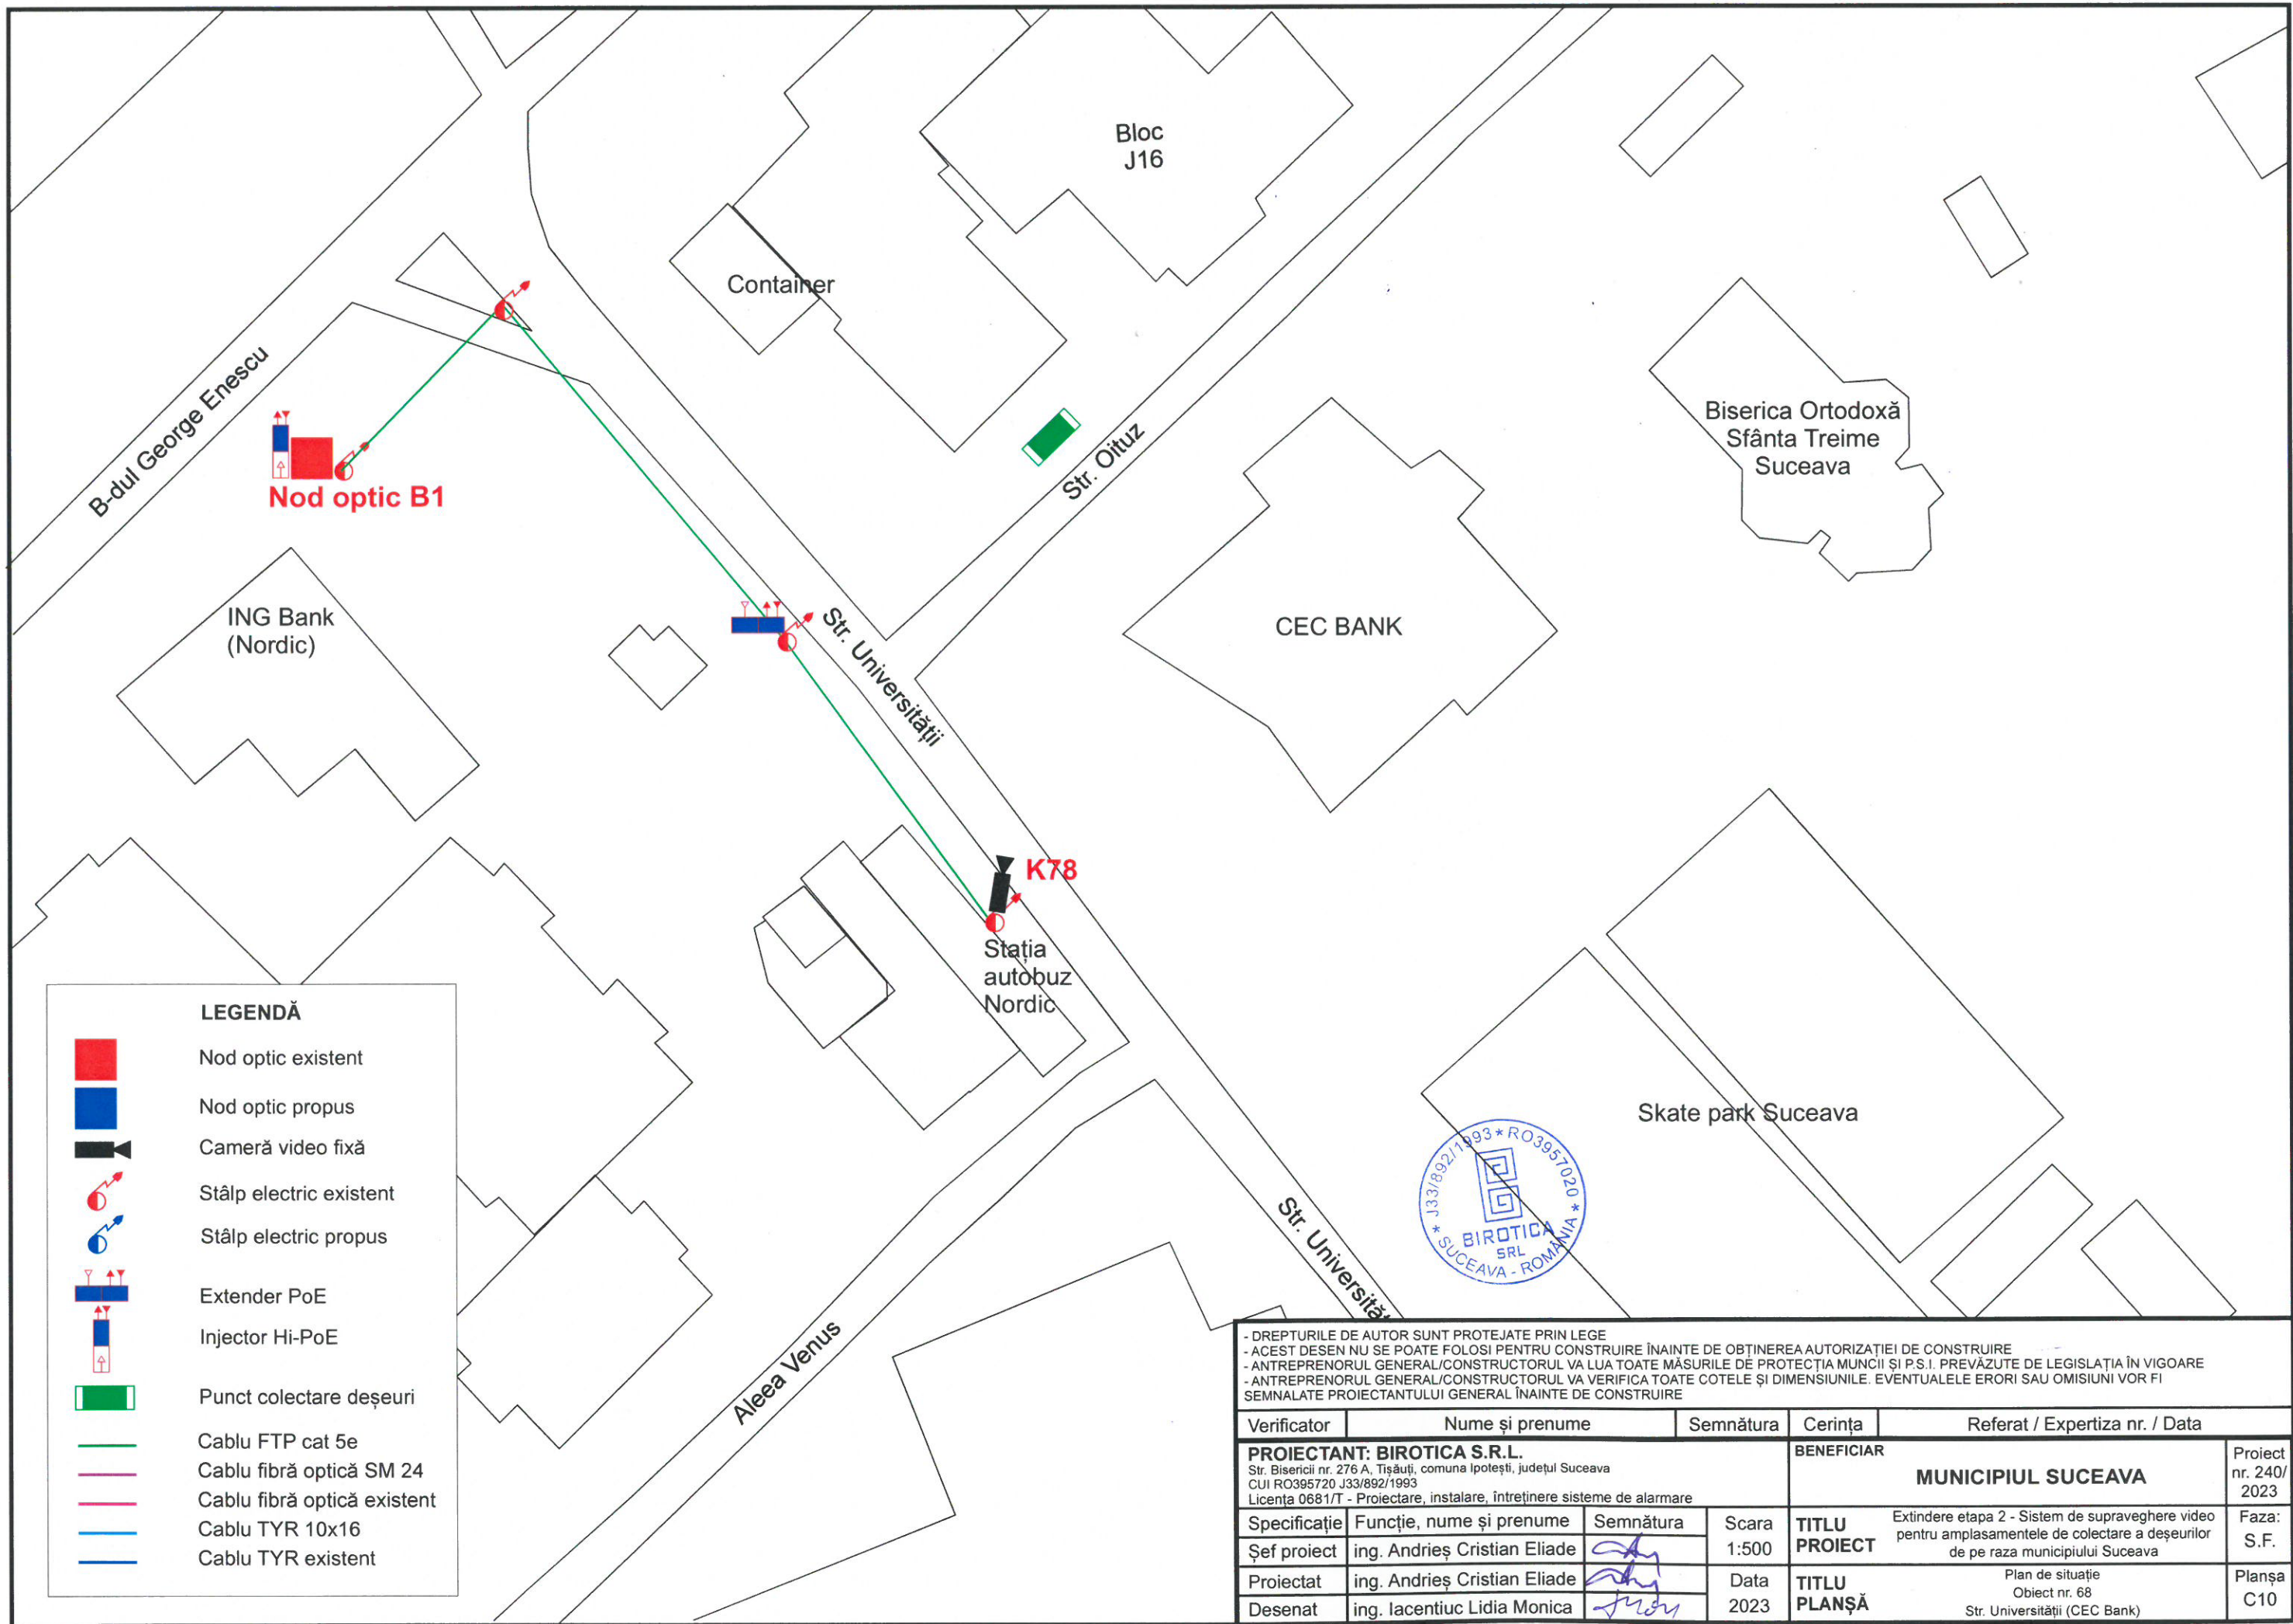 Bloc
J16
Container
B-dul George Enescu
Nod optic B1
Str. Oituz
Biserica Ortodoxă
Sfânta Treime
Suceava
ING Bank
(Nordic)
Str. Universității
CEC BANK
K78
Stația
autobuz
Nordic
Skate park Suceava
Str. Universităț
Aleea Venus
LEGENDĂ
Nod optic existent
Nod optic propus
Cameră video fixă
Stâlp electric existent
Stâlp electric propus
Extender PoE
Injector Hi-PoE
Punct colectare deșeuri
Cablu FTP cat 5e
Cablu fibră optică SM 24
Cablu fibră optică existent
Cablu TYR 10x16
Cablu TYR existent
* J33/892/1993 * RO3957020 *
BIROTICA
SRL
SUCEAVA - ROMÂNIA
- DREPTURILE DE AUTOR SUNT PROTEJATE PRIN LEGE
- ACEST DESEN NU SE POATE FOLOSI PENTRU CONSTRUIRE ÎNAINTE DE OBȚINEREA AUTORIZAȚIEI DE CONSTRUIRE
- ANTREPRENORUL GENERAL/CONSTRUCTORUL VA LUA TOATE MĂSURILE DE PROTECȚIA MUNCII ȘI P.S.I. PREVĂZUTE DE LEGISLAȚIA ÎN VIGOARE
- ANTREPRENORUL GENERAL/CONSTRUCTORUL VA VERIFICA TOATE COTELE ȘI DIMENSIUNILE. EVENTUALELE ERORI SAU OMISIUNI VOR FI
SEMNALATE PROIECTANTULUI GENERAL ÎNAINTE DE CONSTRUIRE
Verificator Nume și prenume Semnătura Cerința Referat / Expertiza nr. / Data
PROIECTANT: BIROTICA S.R.L.
Str. Bisericii nr. 276 A, Tișăuți, comuna Ipotești, județul Suceava
CUI RO395720 J33/892/1993
Licența 0681/T - Proiectare, instalare, întreținere sisteme de alarmare
BENEFICIAR
MUNICIPIUL SUCEAVA
Proiect
nr. 240/
2023
Specificație Funcție, nume și prenume Semnătura
Șef proiect ing. Andrieș Cristian Eliade
Proiectat ing. Andrieș Cristian Eliade
Desenat ing. Iacentiuc Lidia Monica
Scara
1:500
Data
2023
TITLU
PROIECT
Extindere etapa 2 - Sistem de supraveghere video
pentru amplasamentele de colectare a deșeurilor
de pe raza municipiului Suceava
Faza:
S.F.
TITLU
PLANȘĂ
Plan de situație
Obiect nr. 68
Str. Universității (CEC Bank)
Planșa
C10